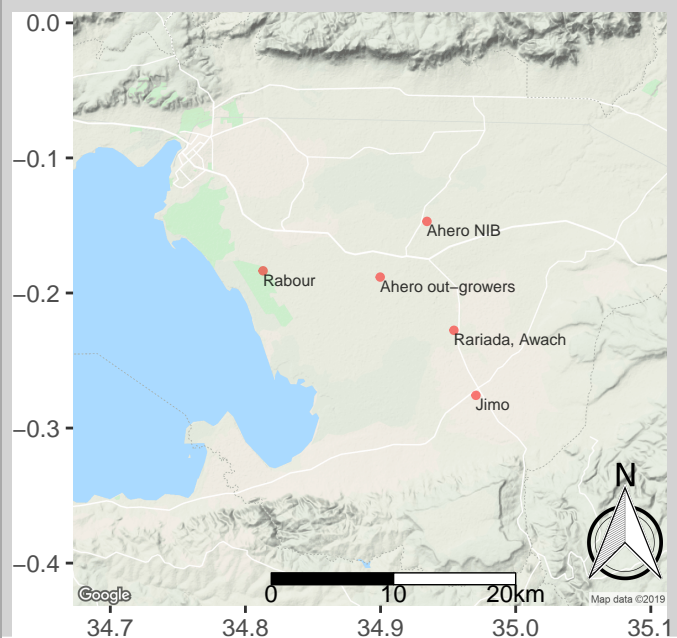 0.0
−0.1
−0.2
−0.3
−0.4
Ahero NIB
Rabour
Ahero out−growers
Rariada, Awach
Jimo
N
Google
0 10 20km
Map data ©2019
34.7 34.8 34.9 35.0 35.1